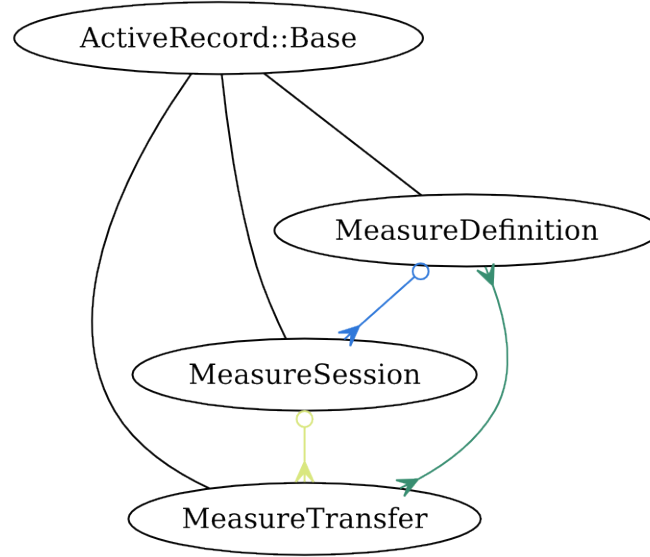 ActiveRecord::Base
MeasureDefinition
MeasureSession
MeasureTransfer